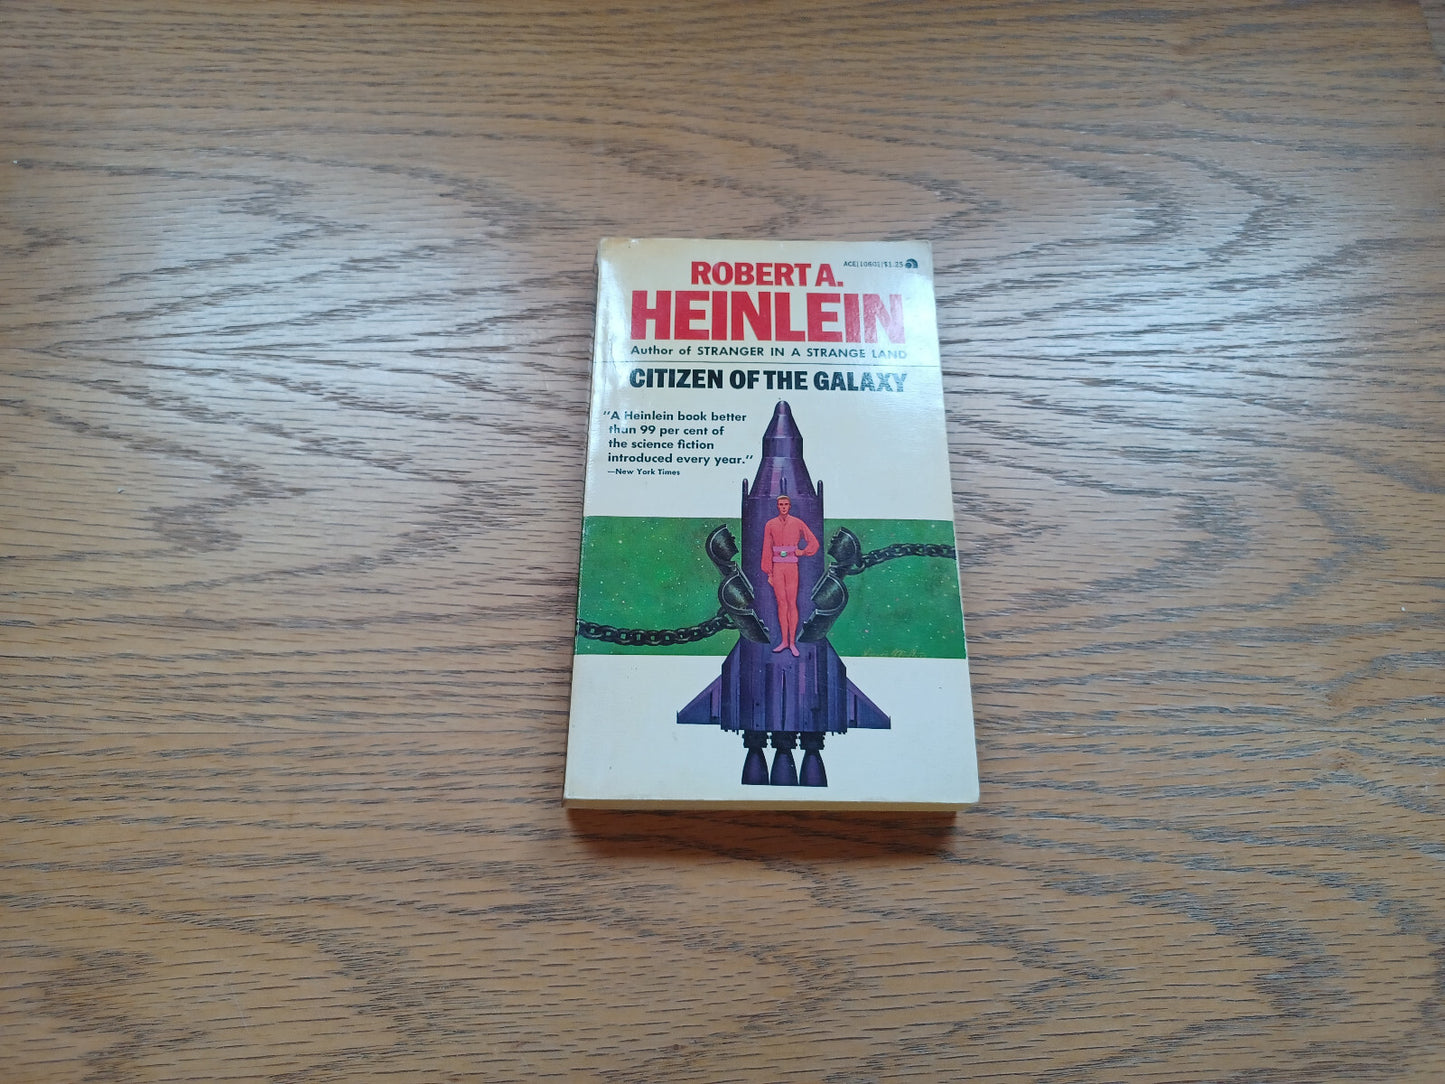 ACE|10601|$1.25
ROBERT A.
HEINLEIN
Author of STRANGER IN A STRANGE LAND
CITIZEN OF THE GALAXY
"A Heinlein book better
than 99 per cent of
the science fiction
introduced every year."
—New York Times